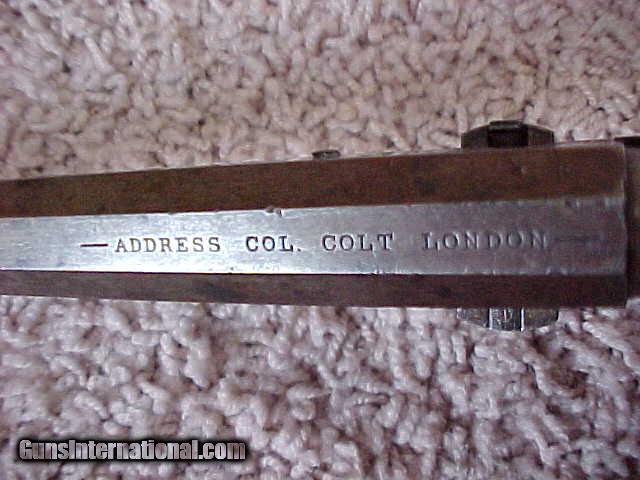 — ADDRESS COL. COLT LONDON —
GunsInternational.com